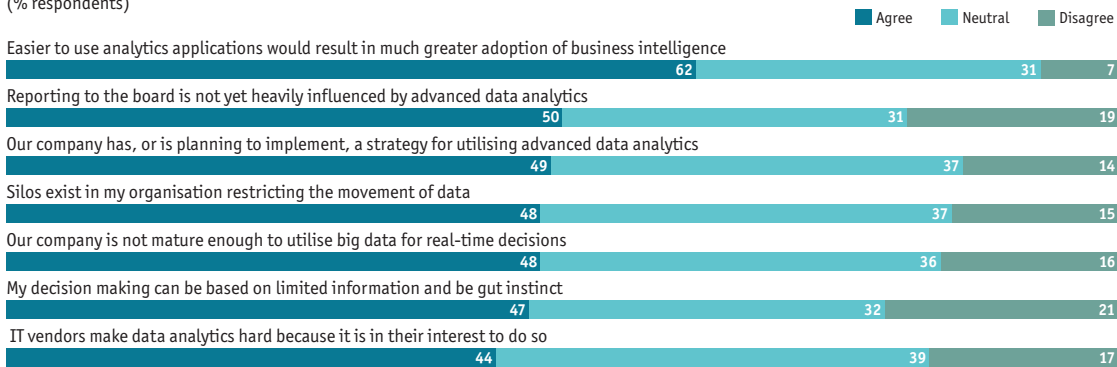 (% respondents)
Agree Neutral Disagree
Easier to use analytics applications would result in much greater adoption of business intelligence
62 31 7
Reporting to the board is not yet heavily influenced by advanced data analytics
50 31 19
Our company has, or is planning to implement, a strategy for utilising advanced data analytics
49 37 14
Silos exist in my organisation restricting the movement of data
48 37 15
Our company is not mature enough to utilise big data for real-time decisions
48 36 16
My decision making can be based on limited information and be gut instinct
47 32 21
IT vendors make data analytics hard because it is in their interest to do so
44 39 17